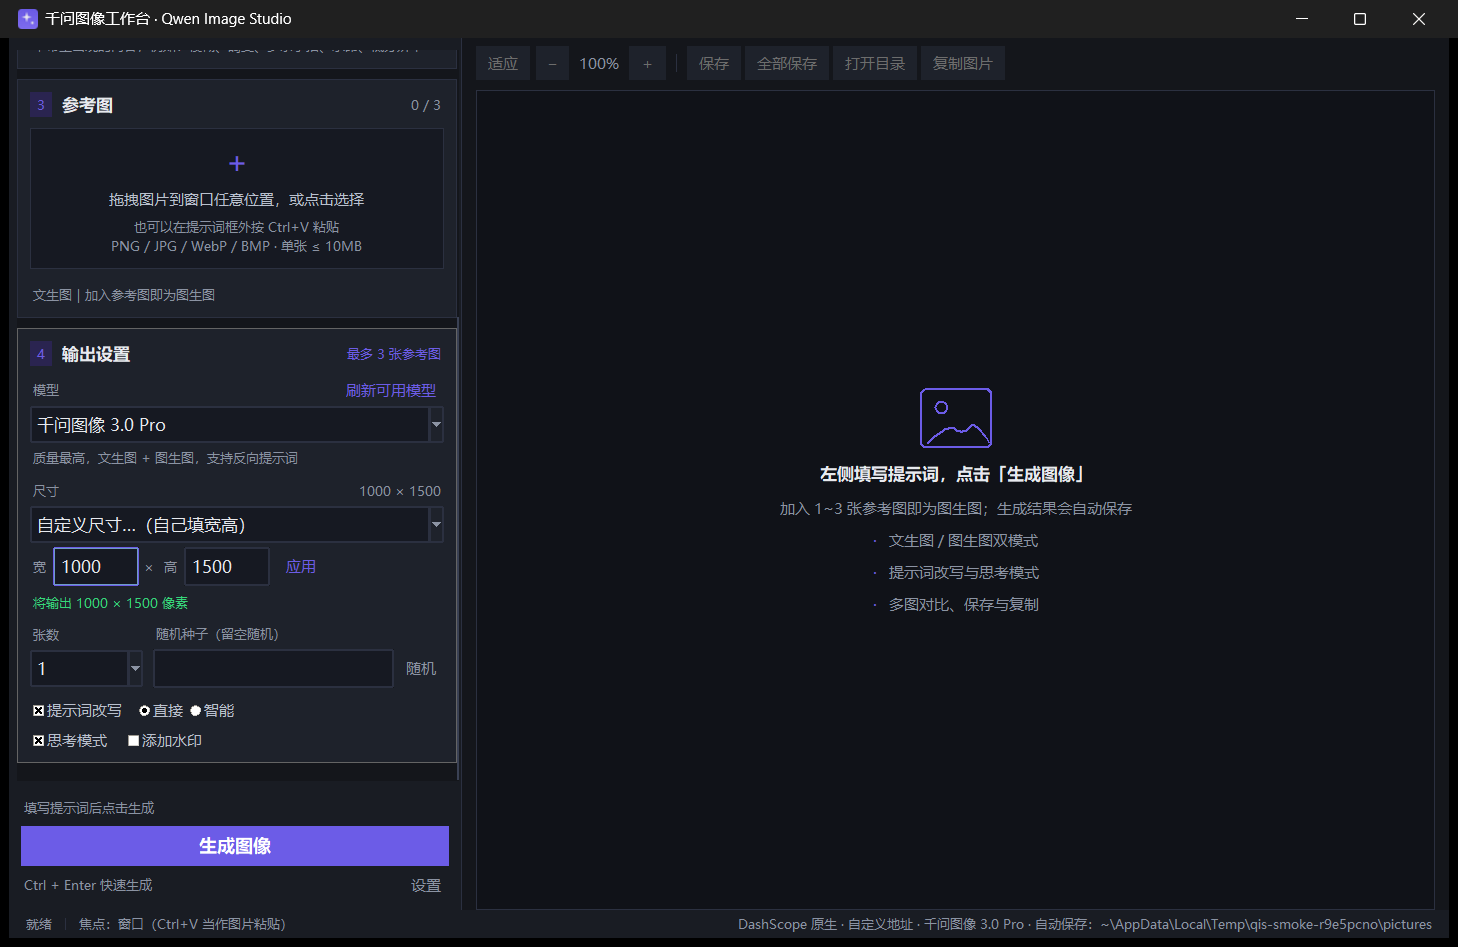 千问图像工作台 · Qwen Image Studio
适应
−
100%
+
保存
全部保存
打开目录
复制图片
3
参考图
0 / 3
+
拖拽图片到窗口任意位置，或点击选择
也可以在提示词框外按 Ctrl+V 粘贴
PNG / JPG / WebP / BMP · 单张 ≤ 10MB
文生图 | 加入参考图即为图生图
4
输出设置
最多 3 张参考图
模型
刷新可用模型
千问图像 3.0 Pro
质量最高，文生图 + 图生图，支持反向提示词
尺寸
1000 × 1500
自定义尺寸...（自己填宽高）
宽
1000
×
高
1500
应用
将输出 1000 × 1500 像素
张数
随机种子（留空随机）
1
随机
提示词改写
直接
智能
思考模式
添加水印
填写提示词后点击生成
生成图像
Ctrl + Enter 快速生成
设置
左侧填写提示词，点击「生成图像」
加入 1~3 张参考图即为图生图；生成结果会自动保存
· 文生图 / 图生图双模式
· 提示词改写与思考模式
· 多图对比、保存与复制
就绪
焦点：窗口（Ctrl+V 当作图片粘贴）
DashScope 原生 · 自定义地址 · 千问图像 3.0 Pro · 自动保存：~\AppData\Local\Temp\qis-smoke-r9e5pcno\pictures